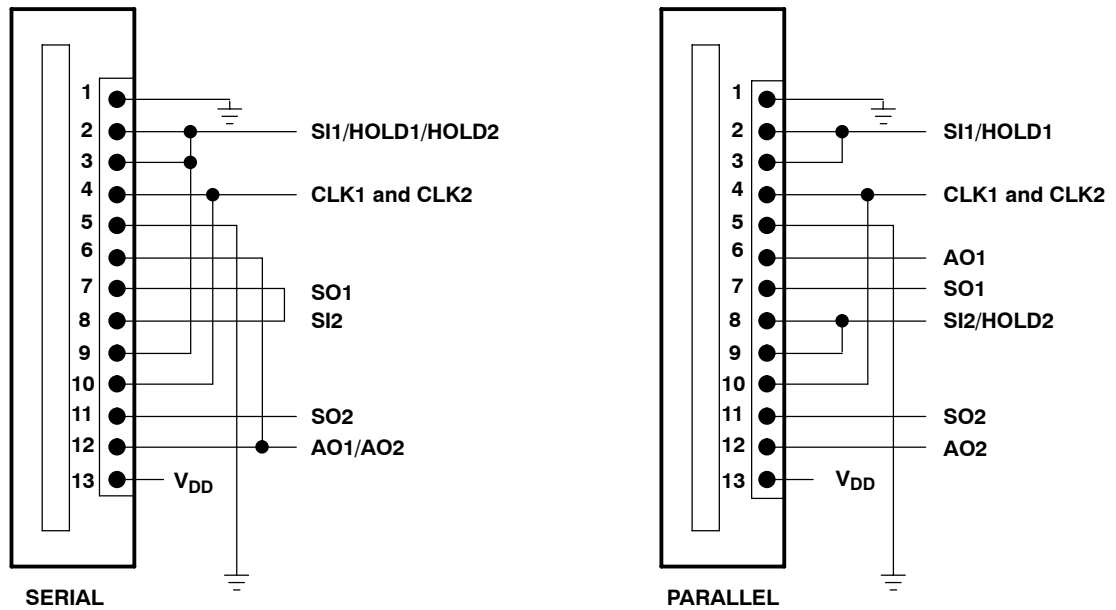 1
2 SI1/HOLD1/HOLD2
3
4 CLK1 and CLK2
5
6
7 SO1
8 SI2
9
10
11 SO2
12 AO1/AO2
13 VDD
SERIAL
1
2 SI1/HOLD1
3
4 CLK1 and CLK2
5
6 AO1
7 SO1
8 SI2/HOLD2
9
10
11 SO2
12 AO2
13 VDD
PARALLEL